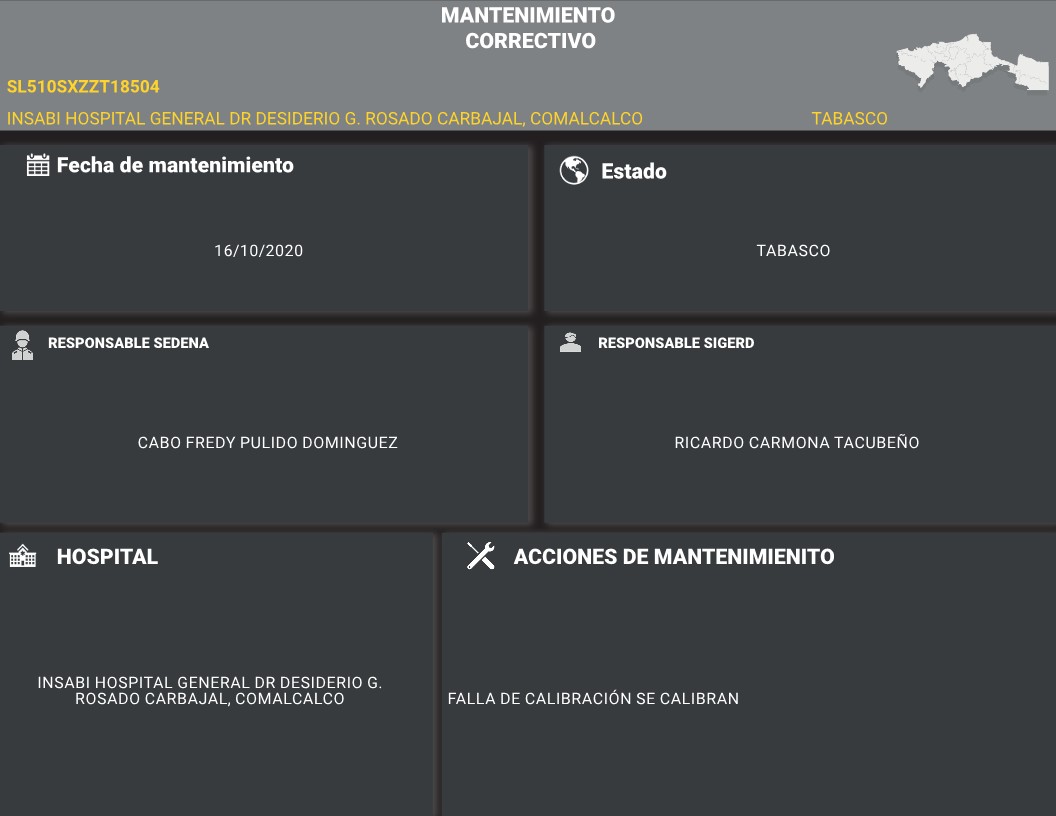 MANTENIMIENTO
CORRECTIVO
SL510SXZZT18504
INSABI HOSPITAL GENERAL DR DESIDERIO G. ROSADO CARBAJAL, COMALCALCO TABASCO
Fecha de mantenimiento
16/10/2020
Estado
TABASCO
RESPONSABLE SEDENA
CABO FREDY PULIDO DOMINGUEZ
RESPONSABLE SIGERD
RICARDO CARMONA TACUBEÑO
HOSPITAL
INSABI HOSPITAL GENERAL DR DESIDERIO G.
ROSADO CARBAJAL, COMALCALCO
ACCIONES DE MANTENIMIENITO
FALLA DE CALIBRACIÓN SE CALIBRAN